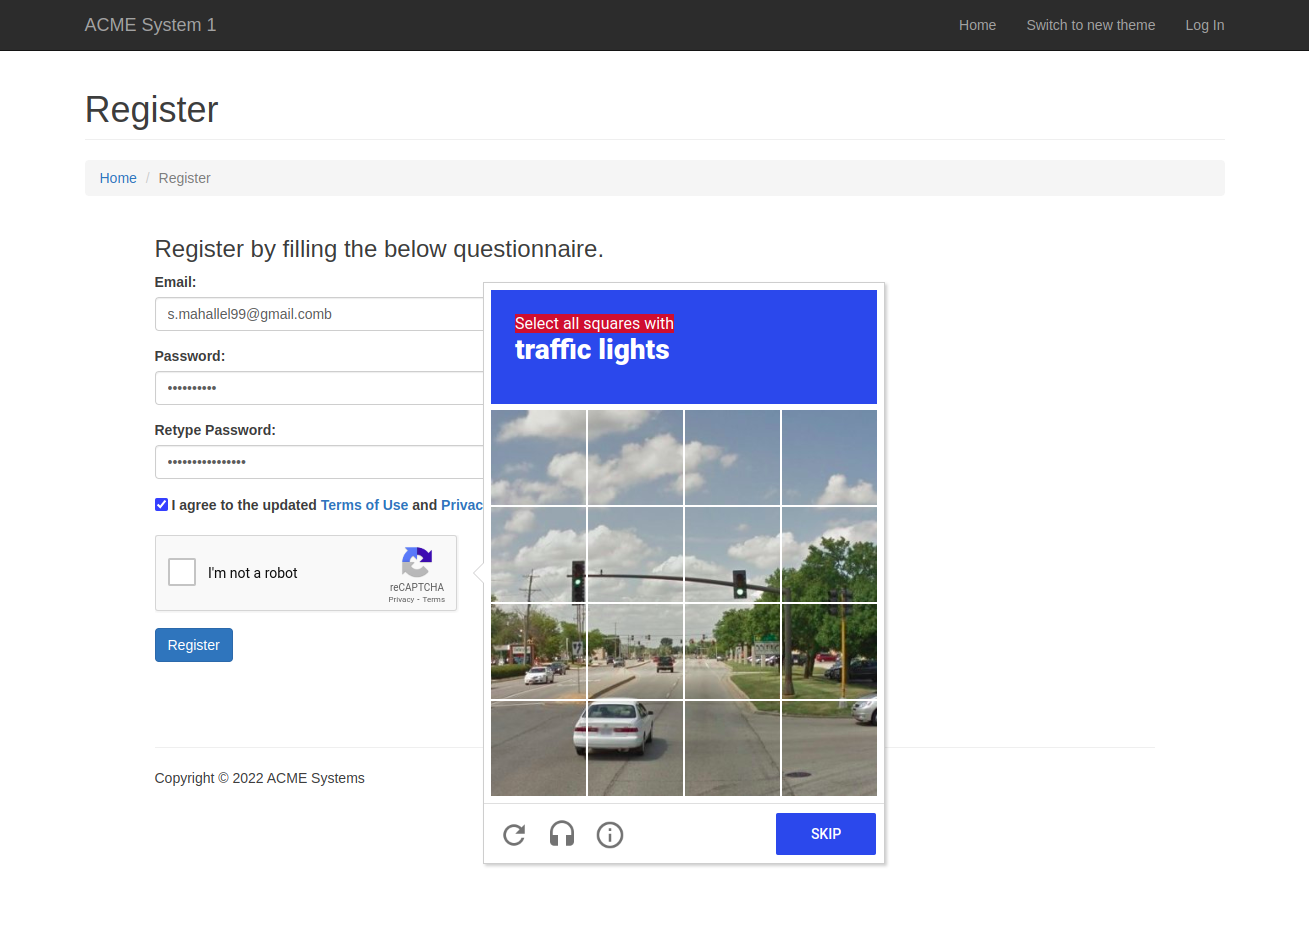 ACME System 1
Home
Switch to new theme
Log In
Register
Home / Register
Register by filling the below questionnaire.
Email:
s.mahallel99@gmail.comb
Password:
••••••••••
Retype Password:
••••••••••••••••
I agree to the updated Terms of Use and Privac
I'm not a robot
reCAPTCHA
Privacy - Terms
Register
Select all squares with
traffic lights
SKIP
Copyright © 2022 ACME Systems